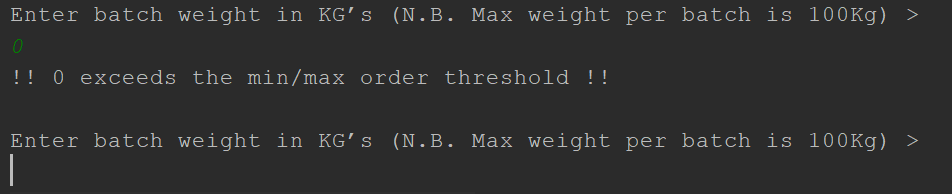 Enter batch weight in KG’s (N.B. Max weight per batch is 100Kg) >
0
!! 0 exceeds the min/max order threshold !!
Enter batch weight in KG’s (N.B. Max weight per batch is 100Kg) >